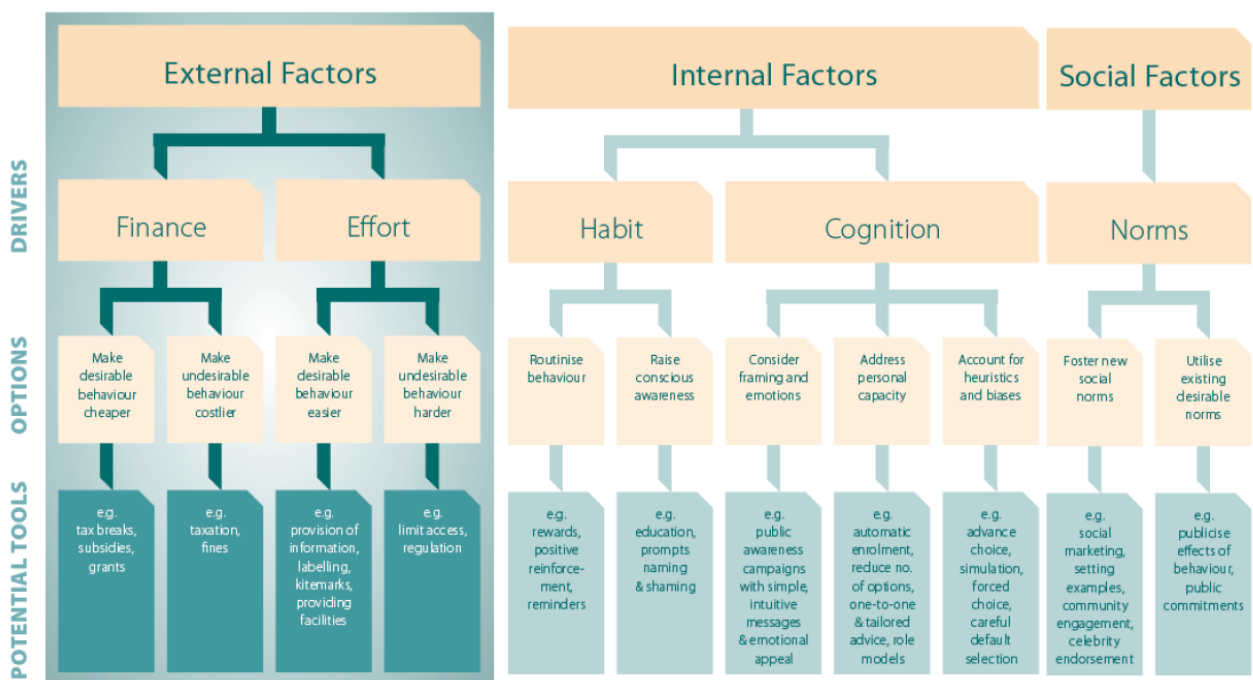 External Factors
Internal Factors
Social Factors
DRIVERS
Finance
Effort
Habit
Cognition
Norms
OPTIONS
Make
desirable
behaviour
cheaper
Make
undesirable
behaviour
costlier
Make
desirable
behaviour
easier
Make
undesirable
behaviour
harder
Routinise
behaviour
Raise
conscious
awareness
Consider
framing and
emotions
Address
personal
capacity
Account for
heuristics
and biases
Foster new
social
norms
Utilise
existing
desirable
norms
POTENTIAL TOOLS
e.g.
tax breaks,
subsidies,
grants
e.g.
taxation,
fines
e.g.
provision of
information,
labelling,
kitemarks,
providing
facilities
e.g.
limit access,
regulation
e.g.
rewards,
positive
reinforce-
ment,
reminders
e.g.
education,
prompts
naming
& shaming
e.g.
public
awareness
campaigns
with simple,
intuitive
messages
& emotional
appeal
e.g.
automatic
enrolment,
reduce no.
of options,
one-to-one
& tailored
advice, role
models
e.g.
advance
choice,
simulation,
forced
choice,
careful
default
selection
e.g.
social
marketing,
setting
examples,
community
engagement,
celebrity
endorsement
e.g.
publicise
effects of
behaviour,
public
commitments